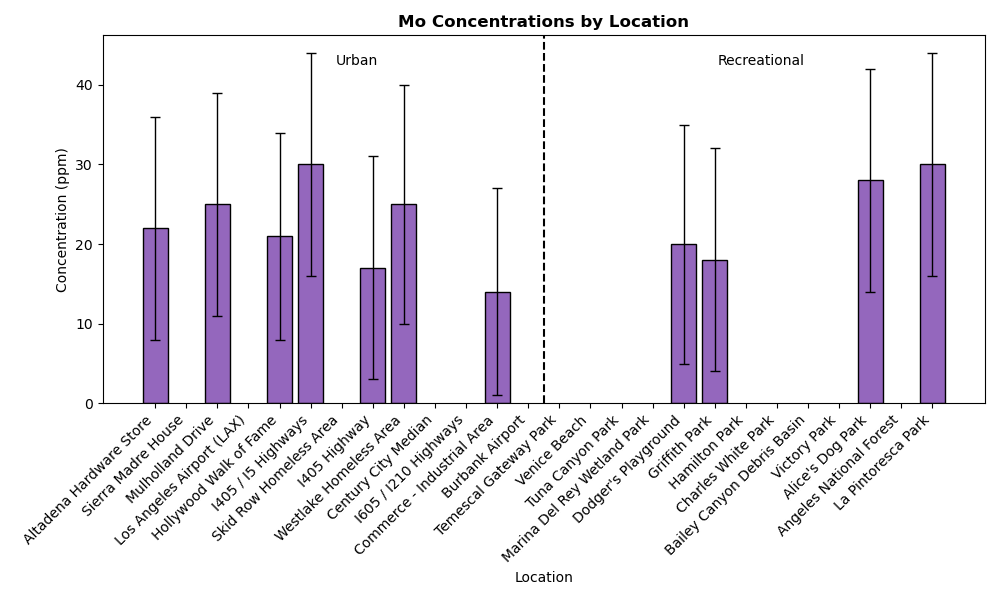 Mo Concentrations by Location
Urban
Recreational
Concentration (ppm)
40
30
20
10
0
Altadena Hardware Store
Sierra Madre House
Mulholland Drive
Los Angeles Airport (LAX)
Hollywood Walk of Fame
I405 / I5 Highways
Skid Row Homeless Area
I405 Highway
Westlake Homeless Area
Century City Median
I605 / I210 Highways
Commerce - Industrial Area
Burbank Airport
Temescal Gateway Park
Venice Beach
Tuna Canyon Park
Marina Del Rey Wetland Park
Dodger's Playground
Griffith Park
Hamilton Park
Charles White Park
Bailey Canyon Debris Basin
Victory Park
Alice's Dog Park
Angeles National Forest
La Pintoresca Park
Location